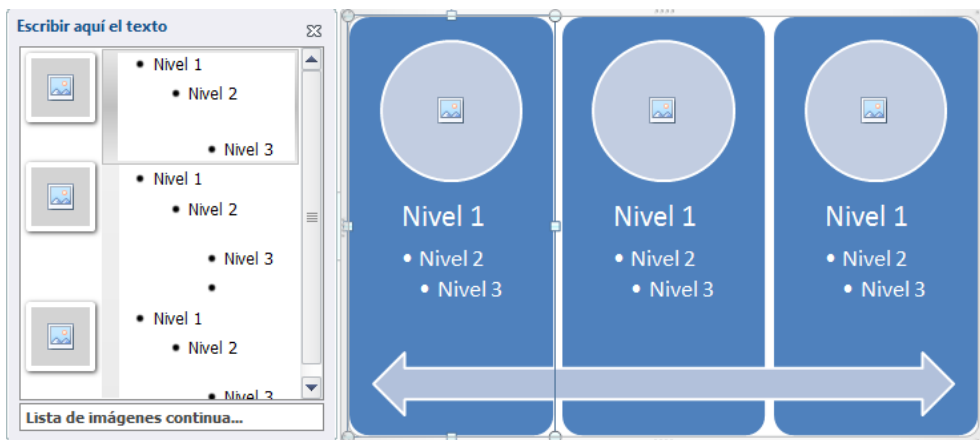 Escribir aquí el texto
• Nivel 1
• Nivel 2
• Nivel 3
• Nivel 1
• Nivel 2
• Nivel 3
•
• Nivel 1
• Nivel 2
• Nivel 3
Lista de imágenes continua...
Nivel 1
• Nivel 2
• Nivel 3
Nivel 1
• Nivel 2
• Nivel 3
Nivel 1
• Nivel 2
• Nivel 3